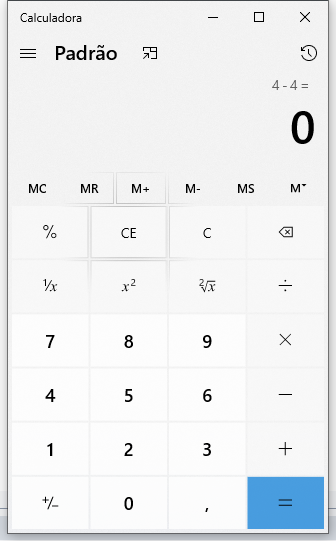 Calculadora
Padrão
4 - 4 =
0
MC MR M+ M- MS M˅
% CE C
¹/x x² ²√x ÷
7 8 9 ×
4 5 6 −
1 2 3 +
+/− 0 , =